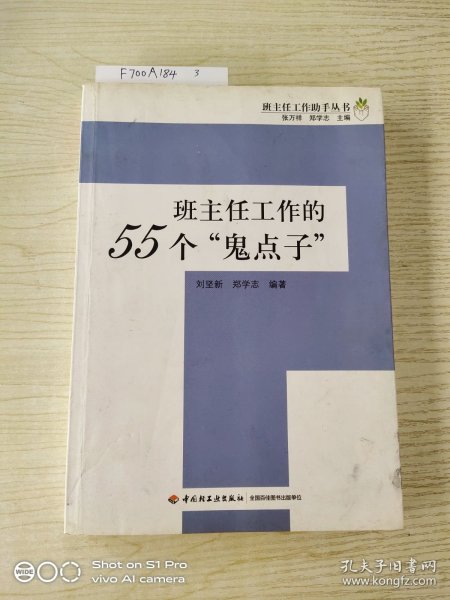 F700A184 3
班主任工作助手丛书
张万祥 郑学志 主编
班主任工作的
55个“鬼点子”
刘坚新 郑学志 编著
中国轻工业出版社 全国百佳图书出版单位
WIDE
Shot on S1 Pro
vivo AI camera
孔夫子旧书网
www.kongfz.com